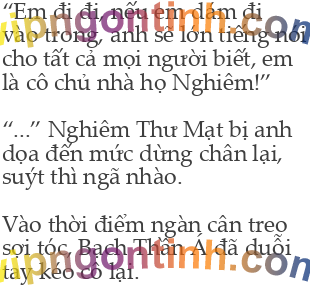 “Em đi đi, nếu em dám đi
vào trong, anh sẽ lớn tiếng nói
cho tất cả mọi người biết, em
là cô chủ nhà họ Nghiêm!”
“...” Nghiêm Thư Mạt bị anh
dọa đến mức dừng chân lại,
suýt thì ngã nhào.
Vào thời điểm ngàn cân treo
sợi tóc, Bạch Thần Á đã duỗi
tay kéo cô lại.
vipngontinh.com
vipngontinh.com